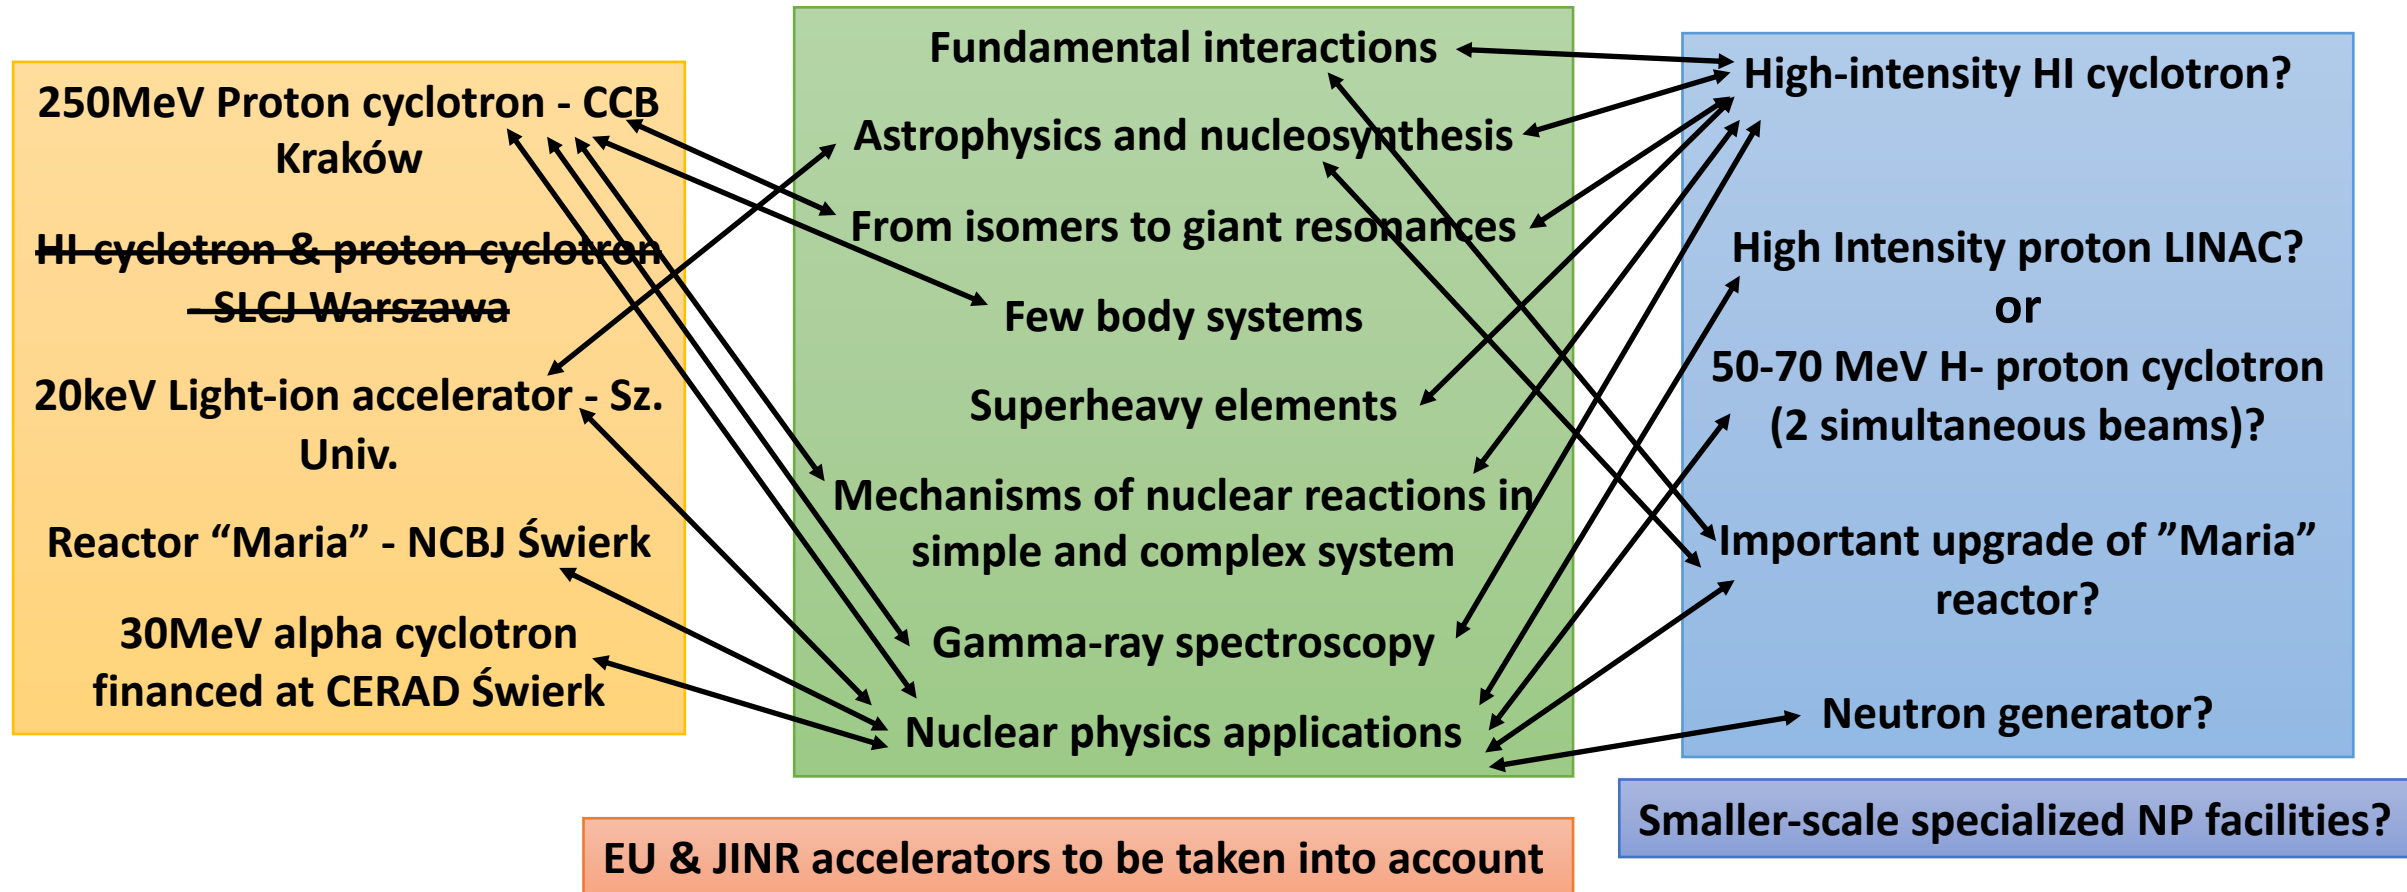 250MeV Proton cyclotron - CCB
Kraków
HI cyclotron & proton cyclotron
- SLCJ Warszawa
20keV Light-ion accelerator - Sz.
Univ.
Reactor “Maria” - NCBJ Świerk
30MeV alpha cyclotron
financed at CERAD Świerk
Fundamental interactions
Astrophysics and nucleosynthesis
From isomers to giant resonances
Few body systems
Superheavy elements
Mechanisms of nuclear reactions in
simple and complex system
Gamma-ray spectroscopy
Nuclear physics applications
High-intensity HI cyclotron?
High Intensity proton LINAC?
or
50-70 MeV H- proton cyclotron
(2 simultaneous beams)?
Important upgrade of ”Maria”
reactor?
Neutron generator?
Smaller-scale specialized NP facilities?
EU & JINR accelerators to be taken into account